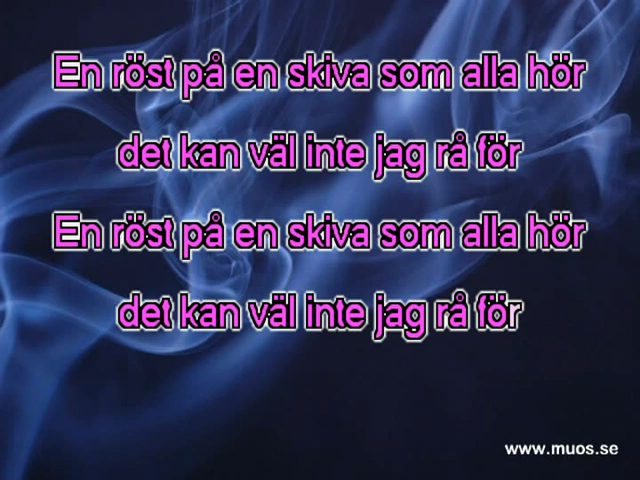 En röst på en skiva som alla hör
det kan väl inte jag rå för
En röst på en skiva som alla hör
det kan väl inte jag rå för
www.muos.se